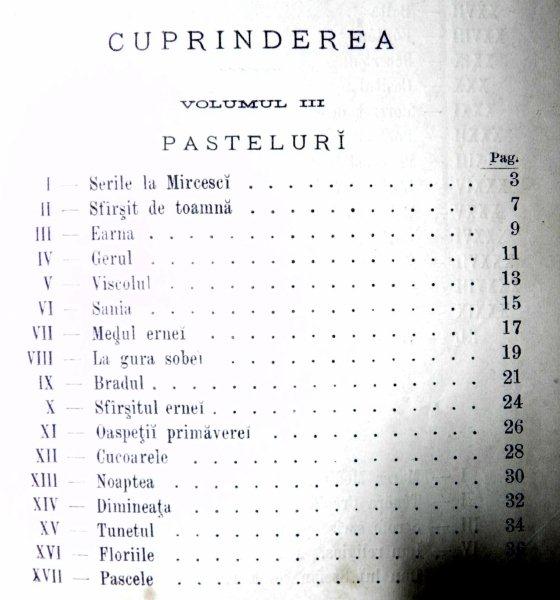 CUPRINDEREA
VOLUMUL III
PASTELURĬ
Pag.
I — Serile la Mircescĭ . . . . . . . . . . . 3
II — Sfîrşit de toamnă . . . . . . . . . . . 7
III — Earna . . . . . . . . . . . . . . . 9
IV — Gerul . . . . . . . . . . . . . . . 11
V — Viscolul . . . . . . . . . . . . . . 13
VI — Sania . . . . . . . . . . . . . . . 15
VII — Medul erneĭ . . . . . . . . . . . . 17
VIII — La gura sobeĭ . . . . . . . . . . . 19
IX — Bradul . . . . . . . . . . . . . . 21
X — Sfîrşitul erneĭ . . . . . . . . . . . . 24
XI — Oaspeţiĭ primăvereĭ . . . . . . . . . 26
XII — Cucoarele . . . . . . . . . . . . . 28
XIII — Noaptea . . . . . . . . . . . . . 30
XIV — Dimineaţa . . . . . . . . . . . . 32
XV — Tunetul . . . . . . . . . . . . . 34
XVI — Floriile . . . . . . . . . . . . . 36
XVII — Pascele . . . . . . . . . . . . .